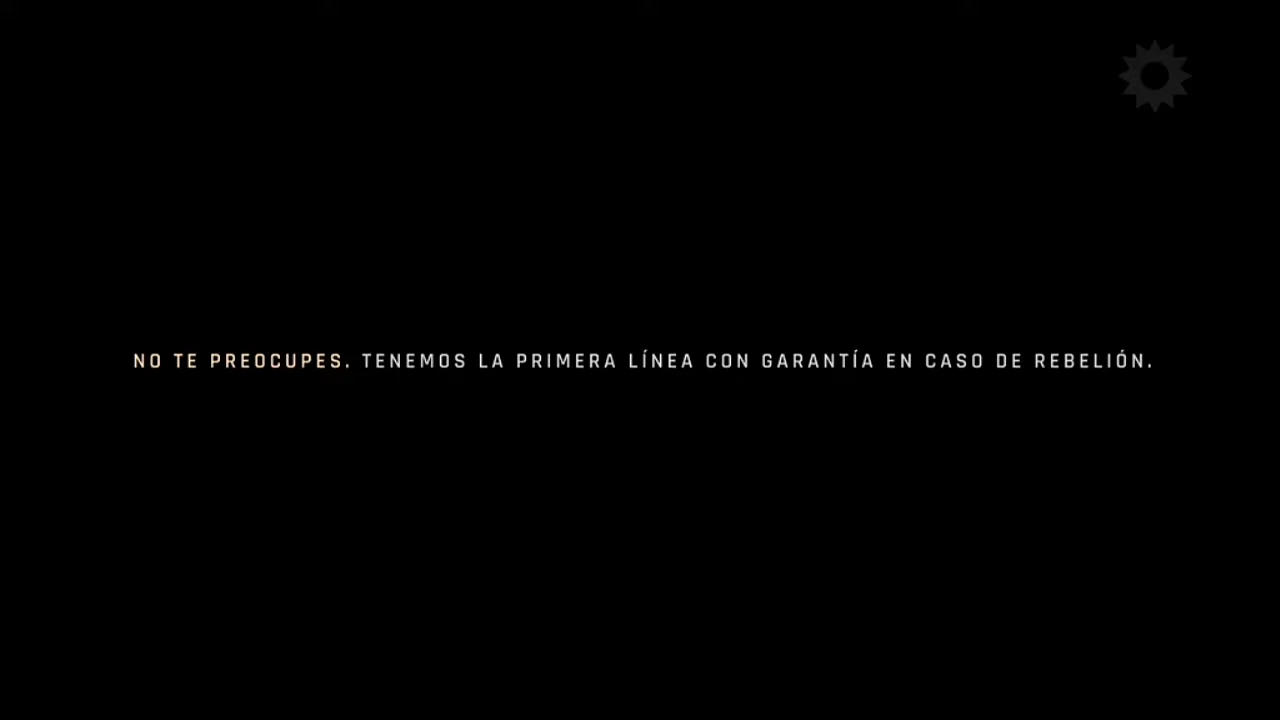 NO TE PREOCUPES. TENEMOS LA PRIMERA LÍNEA CON GARANTÍA EN CASO DE REBELIÓN.